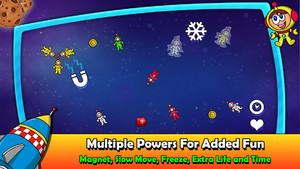 Multiple Powers For Added Fun
Magnet, Slow Move, Freeze, Extra Life and Time